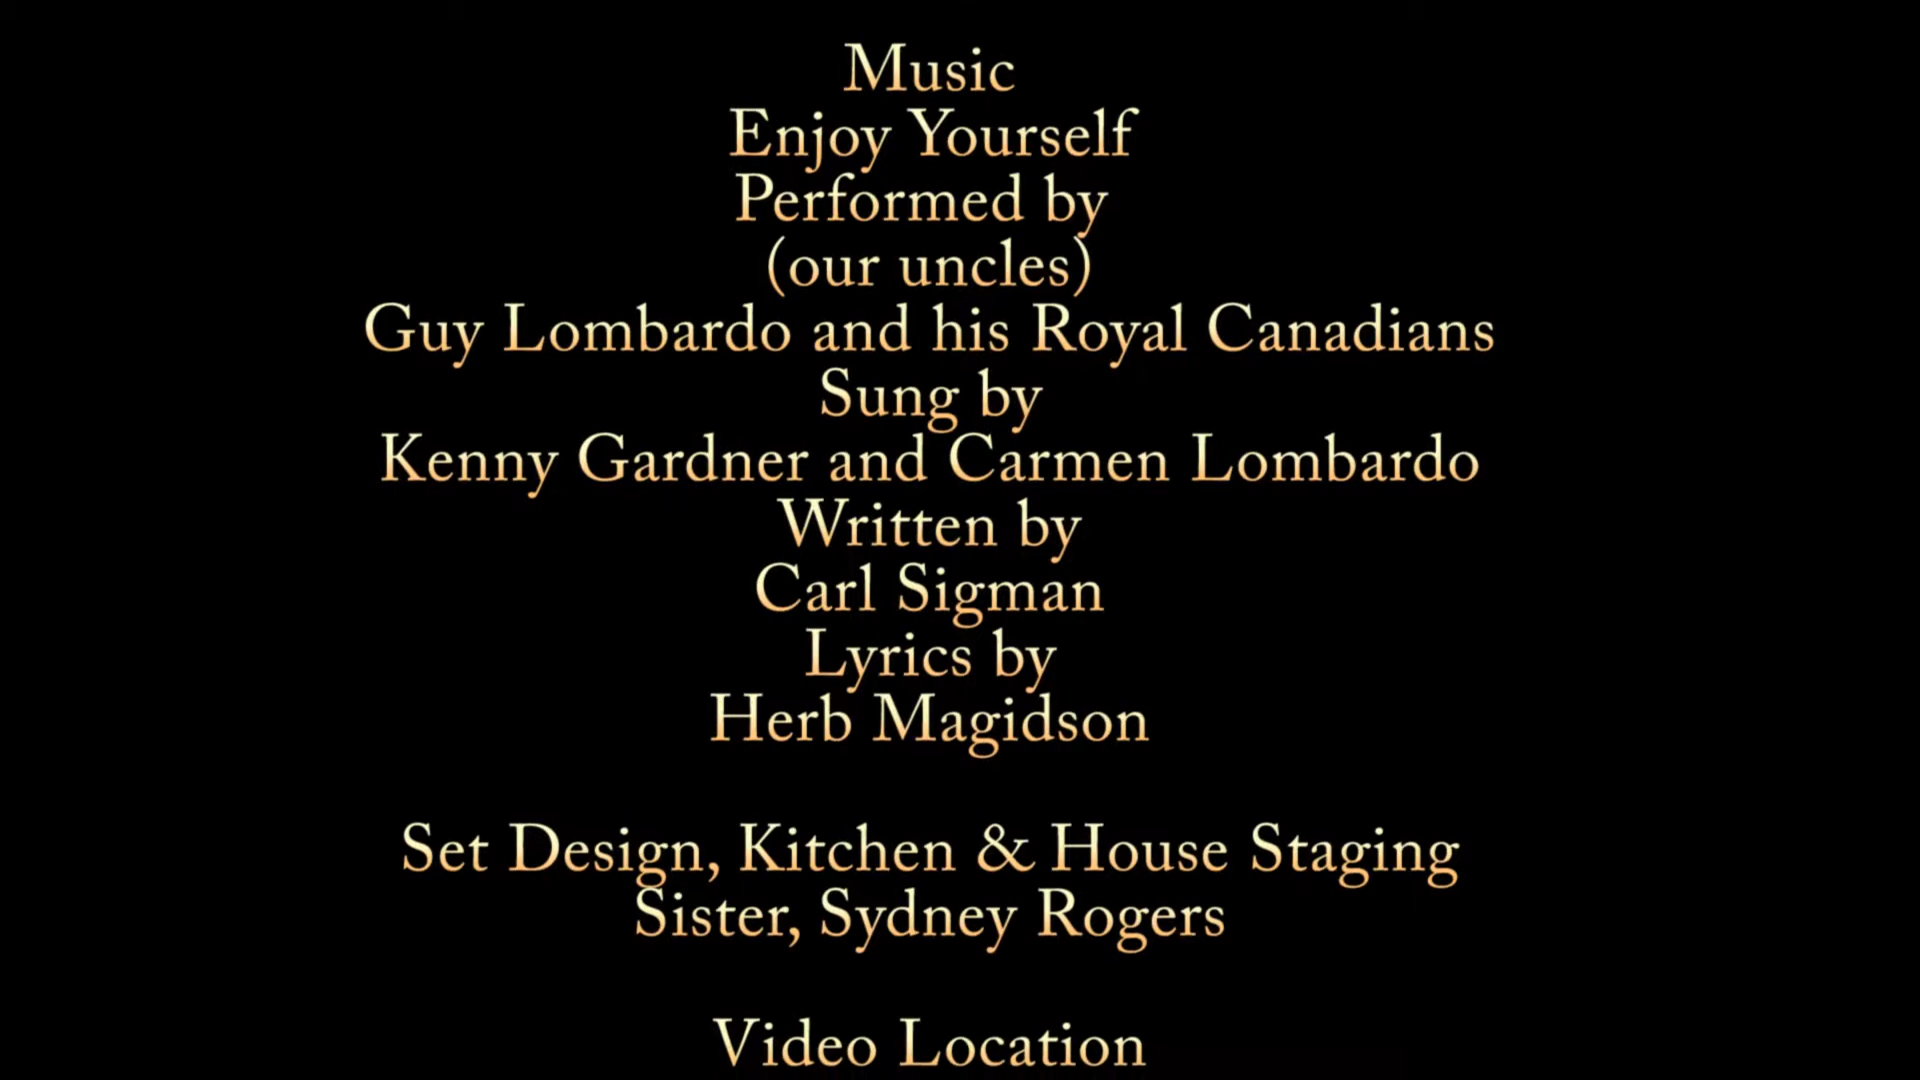 Music
Enjoy Yourself
Performed by
(our uncles)
Guy Lombardo and his Royal Canadians
Sung by
Kenny Gardner and Carmen Lombardo
Written by
Carl Sigman
Lyrics by
Herb Magidson
Set Design, Kitchen & House Staging
Sister, Sydney Rogers
Video Location